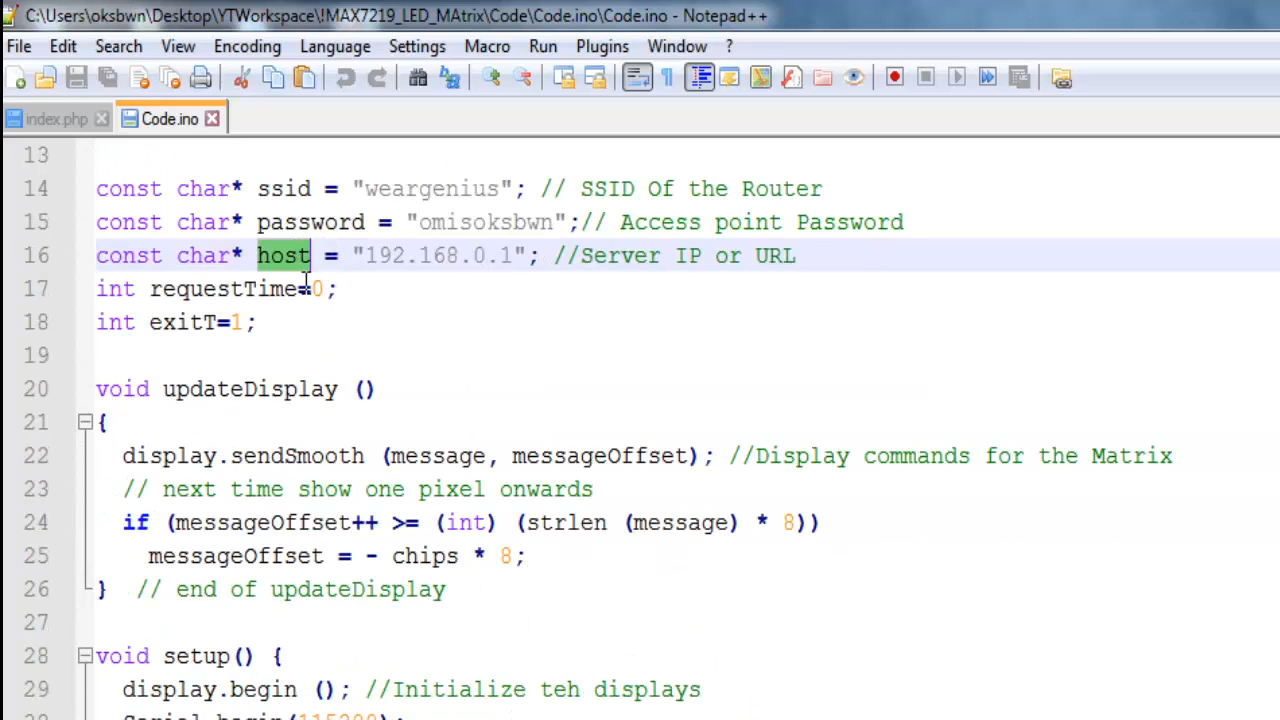 C:\Users\oksbwn\Desktop\YTWorkspace\!MAX7219_LED_MAtrix\Code\Code.ino\Code.ino - Notepad++
File Edit Search View Encoding Language Settings Macro Run Plugins Window ?
index.php Code.ino
13
14 const char* ssid = "weargenius"; // SSID Of the Router
15 const char* password = "omisoksbwn";// Access point Password
16 const char* host = "192.168.0.1"; //Server IP or URL
17 int requestTime=0;
18 int exitT=1;
19
20 void updateDisplay ()
21 {
22 display.sendSmooth (message, messageOffset); //Display commands for the Matrix
23 // next time show one pixel onwards
24 if (messageOffset++ >= (int) (strlen (message) * 8))
25 messageOffset = - chips * 8;
26 } // end of updateDisplay
27
28 void setup() {
29 display.begin (); //Initialize teh displays
Serial.begin(115200);